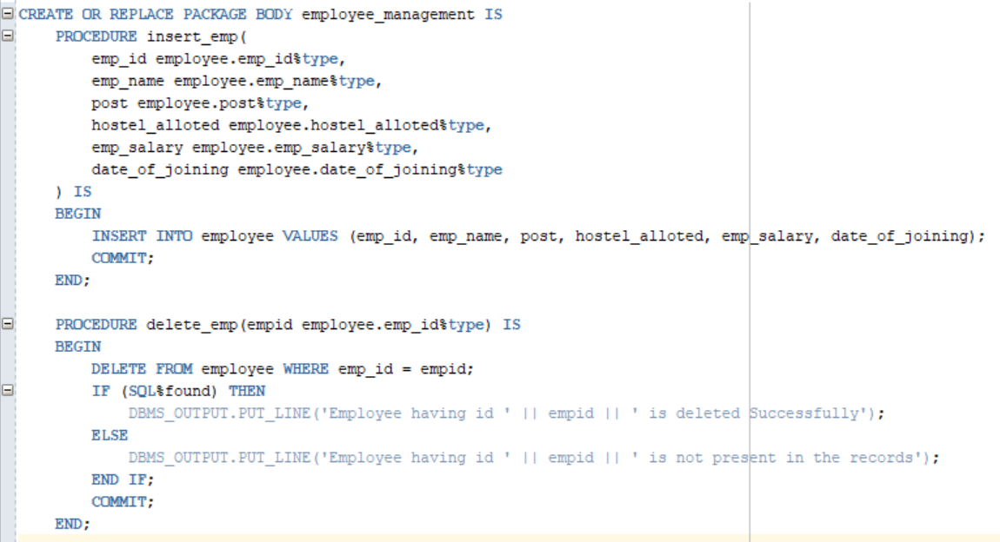 CREATE OR REPLACE PACKAGE BODY employee_management IS
PROCEDURE insert_emp(
emp_id employee.emp_id%type,
emp_name employee.emp_name%type,
post employee.post%type,
hostel_alloted employee.hostel_alloted%type,
emp_salary employee.emp_salary%type,
date_of_joining employee.date_of_joining%type
) IS
BEGIN
INSERT INTO employee VALUES (emp_id, emp_name, post, hostel_alloted, emp_salary, date_of_joining);
COMMIT;
END;
PROCEDURE delete_emp(empid employee.emp_id%type) IS
BEGIN
DELETE FROM employee WHERE emp_id = empid;
IF (SQL%found) THEN
DBMS_OUTPUT.PUT_LINE('Employee having id ' || empid || ' is deleted Successfully');
ELSE
DBMS_OUTPUT.PUT_LINE('Employee having id ' || empid || ' is not present in the records');
END IF;
COMMIT;
END;